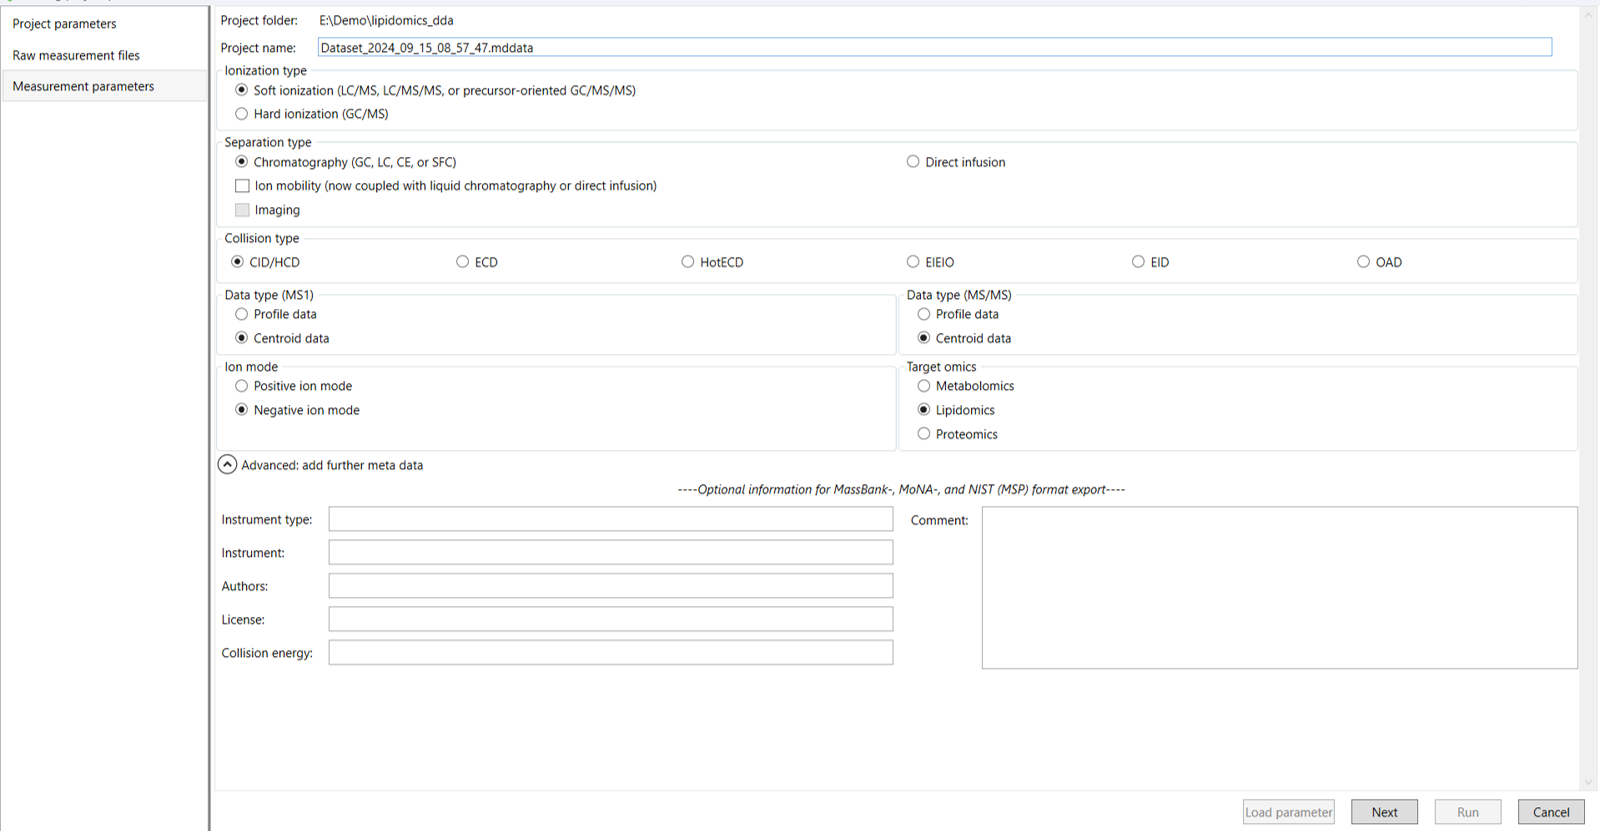 Project parameters
Raw measurement files
Measurement parameters
Project folder: E:\Demo\lipidomics_dda
Project name: Dataset_2024_09_15_08_57_47.mddata
Ionization type
Soft ionization (LC/MS, LC/MS/MS, or precursor-oriented GC/MS/MS)
Hard ionization (GC/MS)
Separation type
Chromatography (GC, LC, CE, or SFC) Direct infusion
Ion mobility (now coupled with liquid chromatography or direct infusion)
Imaging
Collision type
CID/HCD ECD HotECD EIEIO EID OAD
Data type (MS1)
Profile data
Centroid data
Data type (MS/MS)
Profile data
Centroid data
Ion mode
Positive ion mode
Negative ion mode
Target omics
Metabolomics
Lipidomics
Proteomics
Advanced: add further meta data
----Optional information for MassBank-, MoNA-, and NIST (MSP) format export----
Instrument type:
Instrument:
Authors:
License:
Collision energy:
Comment:
Load parameter Next Run Cancel